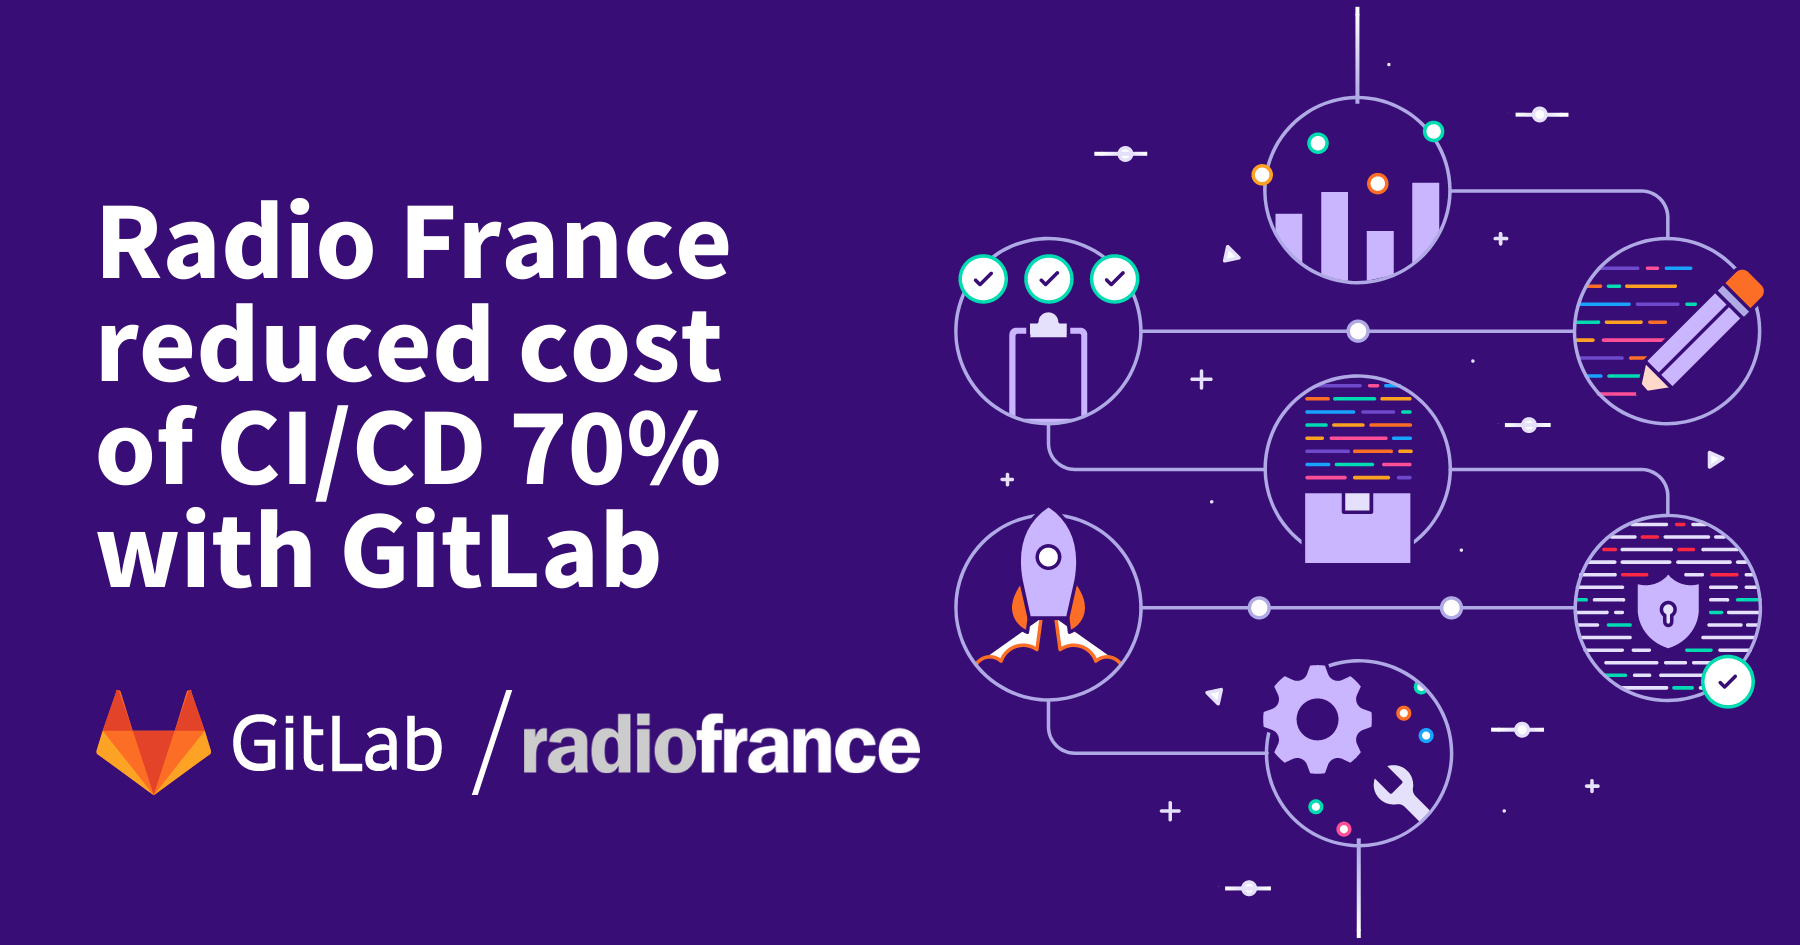 Radio France
reduced cost
of CI/CD 70%
with GitLab
GitLab / radiofrance